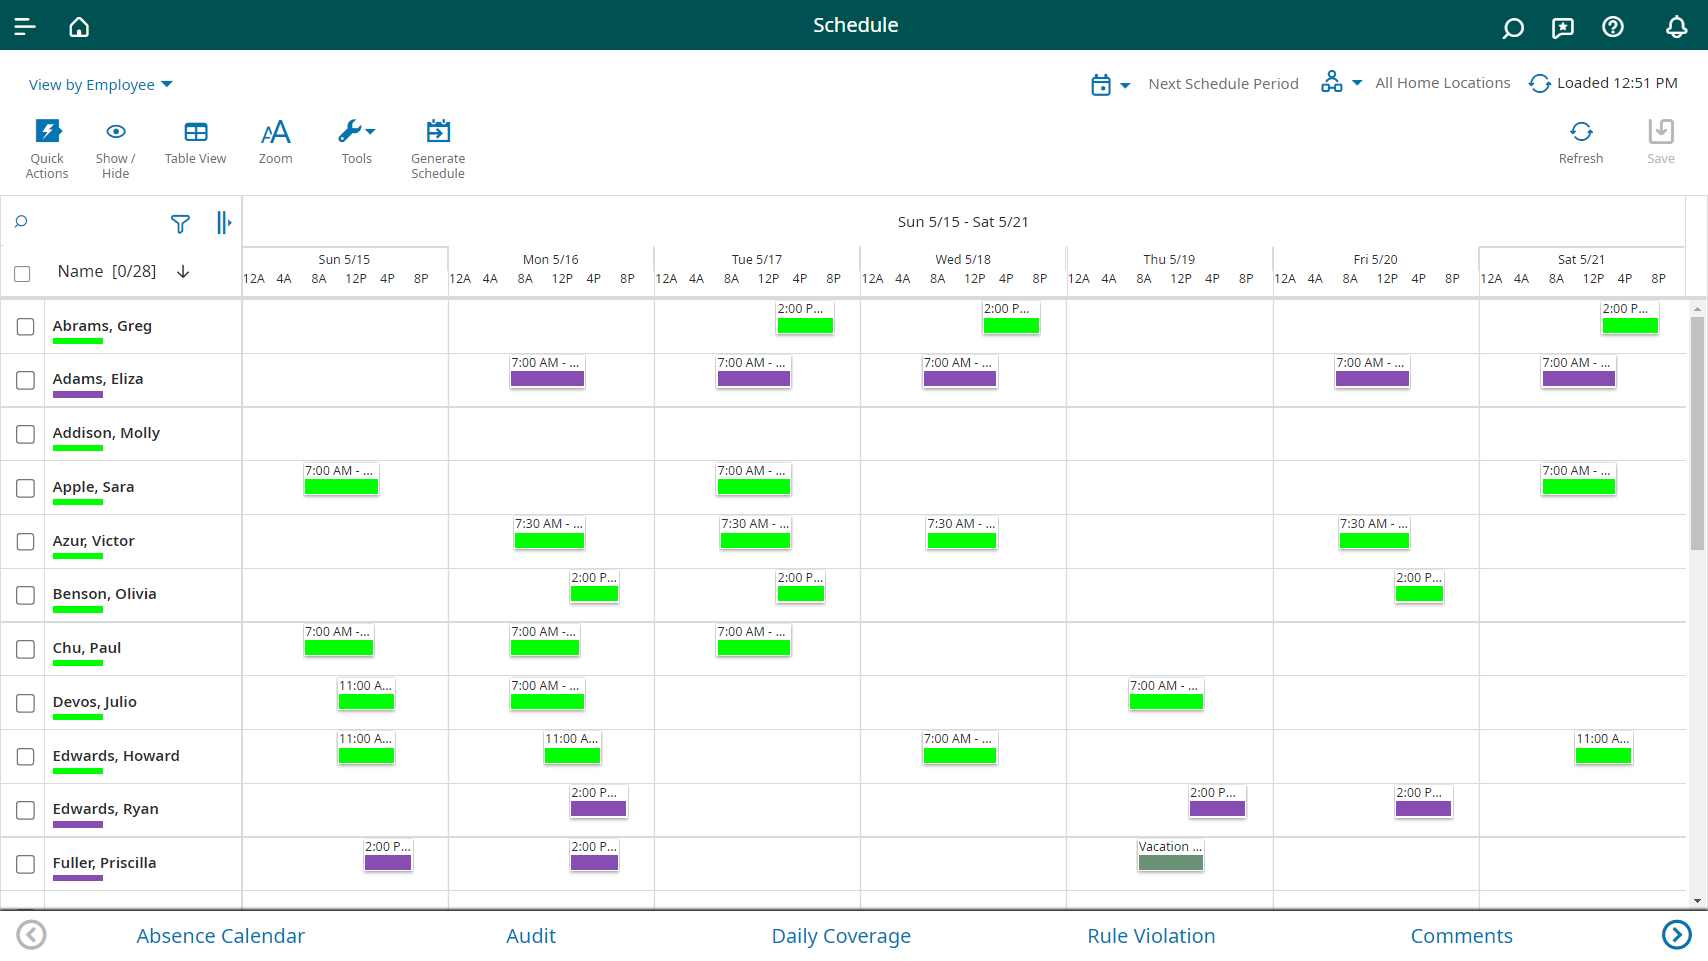 Schedule
View by Employee
Next Schedule Period
All Home Locations
Loaded 12:51 PM
Quick Actions
Show / Hide
Table View
Zoom
Tools
Generate Schedule
Refresh
Save
Sun 5/15 - Sat 5/21
Name [0/28]
Sun 5/15 Mon 5/16 Tue 5/17 Wed 5/18 Thu 5/19 Fri 5/20 Sat 5/21
12A 4A 8A 12P 4P 8P 12A 4A 8A 12P 4P 8P 12A 4A 8A 12P 4P 8P 12A 4A 8A 12P 4P 8P 12A 4A 8A 12P 4P 8P 12A 4A 8A 12P 4P 8P 12A 4A 8A 12P 4P 8P
Abrams, Greg 2:00 P... 2:00 P... 2:00 P...
Adams, Eliza 7:00 AM - ... 7:00 AM - ... 7:00 AM - ... 7:00 AM - ... 7:00 AM - ...
Addison, Molly
Apple, Sara 7:00 AM - ... 7:00 AM - ... 7:00 AM - ...
Azur, Victor 7:30 AM - ... 7:30 AM - ... 7:30 AM - ... 7:30 AM - ...
Benson, Olivia 2:00 P... 2:00 P... 2:00 P...
Chu, Paul 7:00 AM -... 7:00 AM -... 7:00 AM - ...
Devos, Julio 11:00 A... 7:00 AM - ... 7:00 AM - ...
Edwards, Howard 11:00 A... 11:00 A... 7:00 AM - ... 11:00 A...
Edwards, Ryan 2:00 P... 2:00 P... 2:00 P...
Fuller, Priscilla 2:00 P... 2:00 P... Vacation ...
Absence Calendar
Audit
Daily Coverage
Rule Violation
Comments